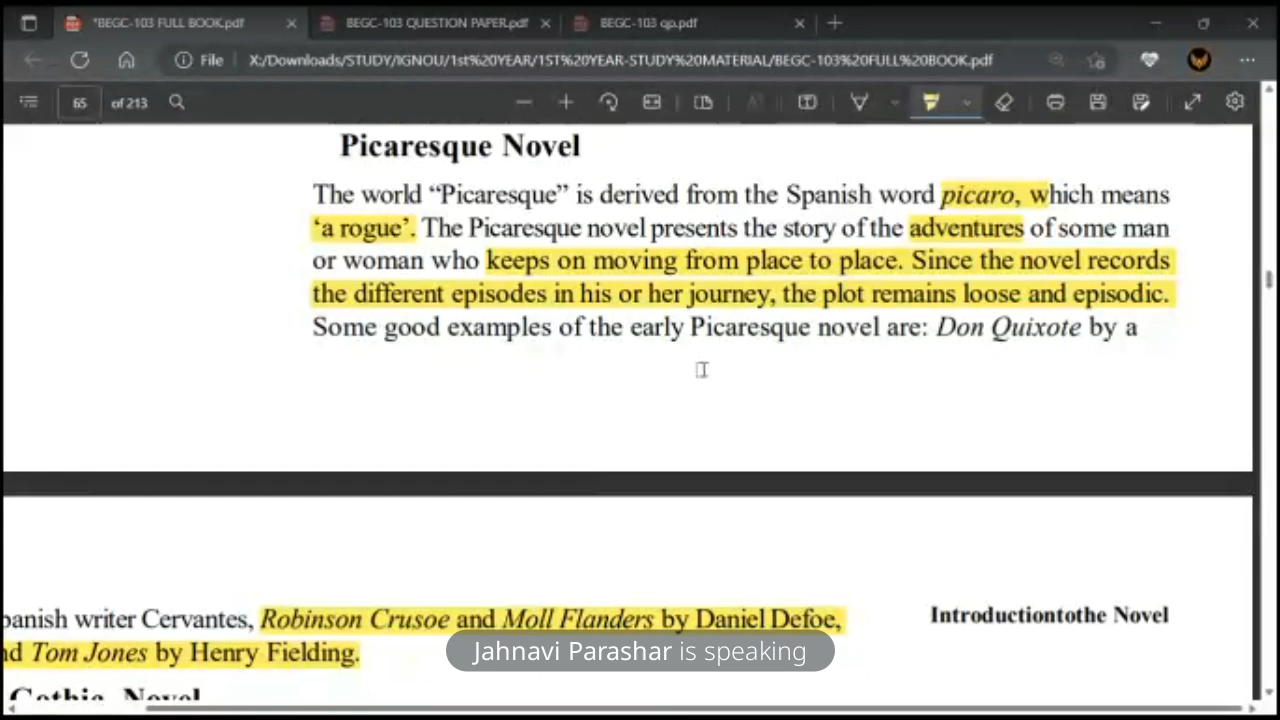 *BEGC-103 FULL BOOK.pdf
BEGC-103 QUESTION PAPER.pdf
BEGC-103 qp.pdf
File
X:/Downloads/STUDY/IGNOU/1st%20YEAR/1ST%20YEAR-STUDY%20MATERIAL/BEGC-103%20FULL%20BOOK.pdf
65 of 213
Picaresque Novel
The world “Picaresque” is derived from the Spanish word picaro, which means
‘a rogue’. The Picaresque novel presents the story of the adventures of some man
or woman who keeps on moving from place to place. Since the novel records
the different episodes in his or her journey, the plot remains loose and episodic.
Some good examples of the early Picaresque novel are: Don Quixote by a
panish writer Cervantes, Robinson Crusoe and Moll Flanders by Daniel Defoe,
Introductiontothe Novel
nd Tom Jones by Henry Fielding.
Jahnavi Parashar is speaking
Gothic Novel